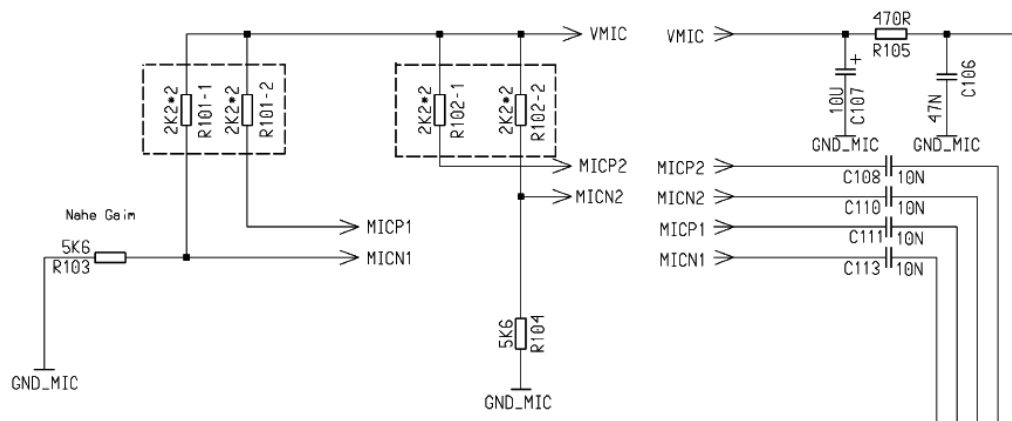 470R
VMIC
VMIC
R105
2K2*2
R101-1
2K2*2
R101-2
2K2*2
R102-1
2K2*2
R102-2
10U
C107
+
47N
C106
GND_MIC
GND_MIC
MICP2
MICP2
C108
10N
MICN2
MICN2
C110
10N
Nahe Gaim
MICP1
MICP1
C111
10N
5K6
R103
MICN1
MICN1
C113
10N
5K6
R104
GND_MIC
GND_MIC